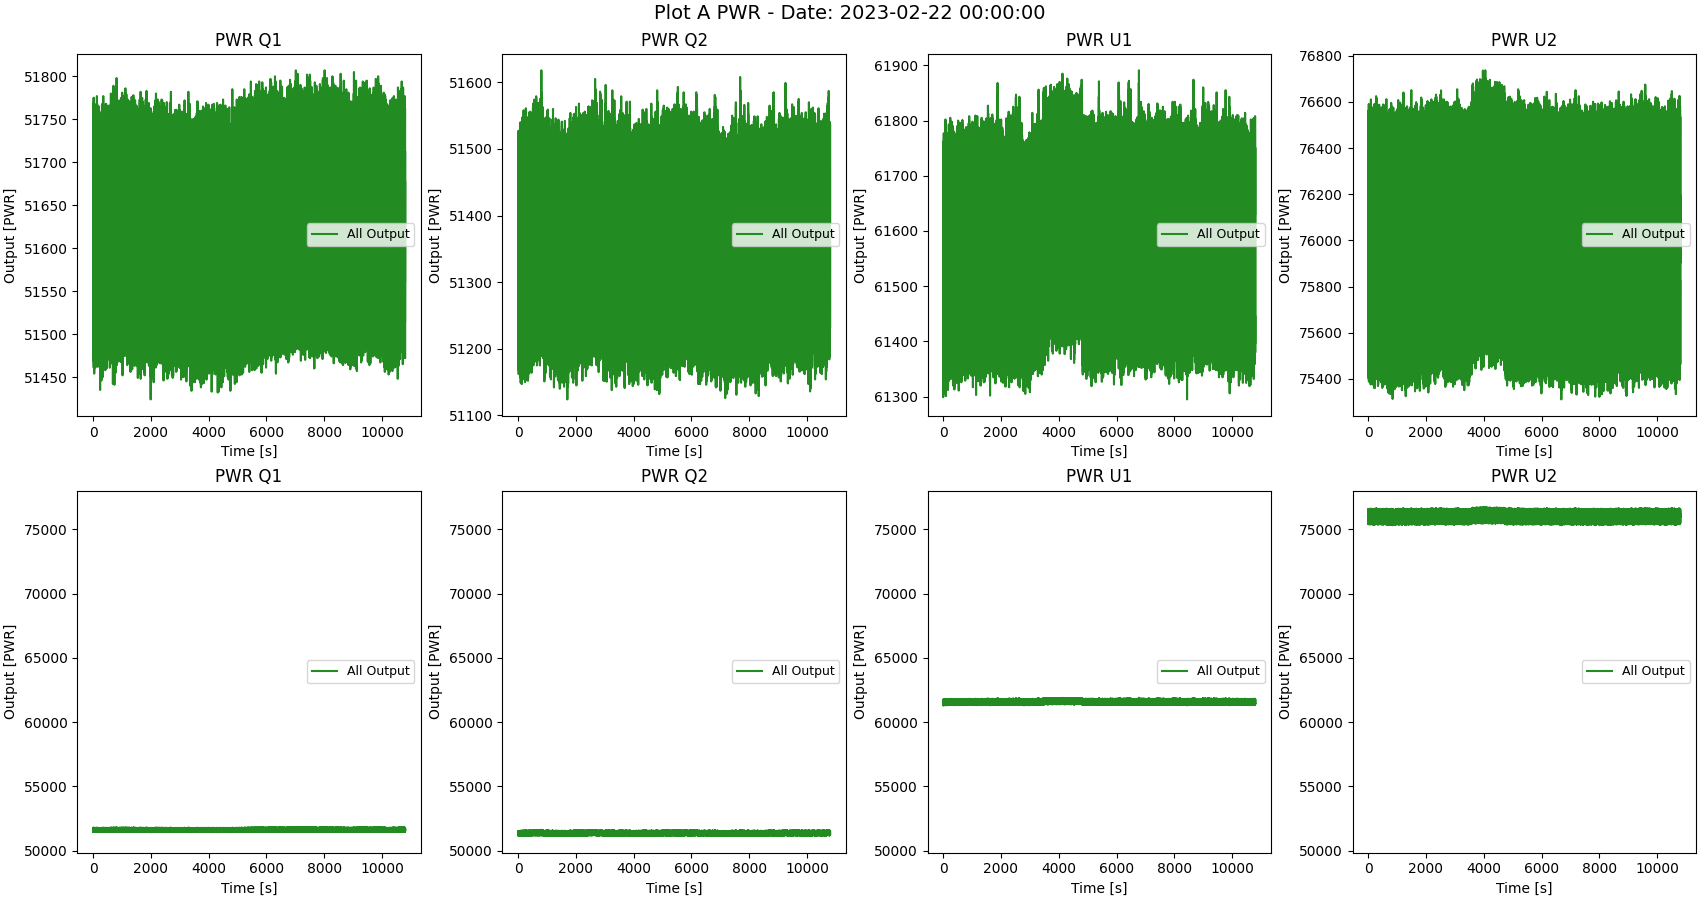 Plot A PWR - Date: 2023-02-22 00:00:00
PWR Q1
Output [PWR]
51800
51750
51700
51650
51600
51550
51500
51450
0 2000 4000 6000 8000 10000
Time [s]
All Output
PWR Q2
Output [PWR]
51600
51500
51400
51300
51200
51100
0 2000 4000 6000 8000 10000
Time [s]
All Output
PWR U1
Output [PWR]
61900
61800
61700
61600
61500
61400
61300
0 2000 4000 6000 8000 10000
Time [s]
All Output
PWR U2
Output [PWR]
76800
76600
76400
76200
76000
75800
75600
75400
0 2000 4000 6000 8000 10000
Time [s]
All Output
PWR Q1
Output [PWR]
75000
70000
65000
60000
55000
50000
0 2000 4000 6000 8000 10000
Time [s]
All Output
PWR Q2
Output [PWR]
75000
70000
65000
60000
55000
50000
0 2000 4000 6000 8000 10000
Time [s]
All Output
PWR U1
Output [PWR]
75000
70000
65000
60000
55000
50000
0 2000 4000 6000 8000 10000
Time [s]
All Output
PWR U2
Output [PWR]
75000
70000
65000
60000
55000
50000
0 2000 4000 6000 8000 10000
Time [s]
All Output